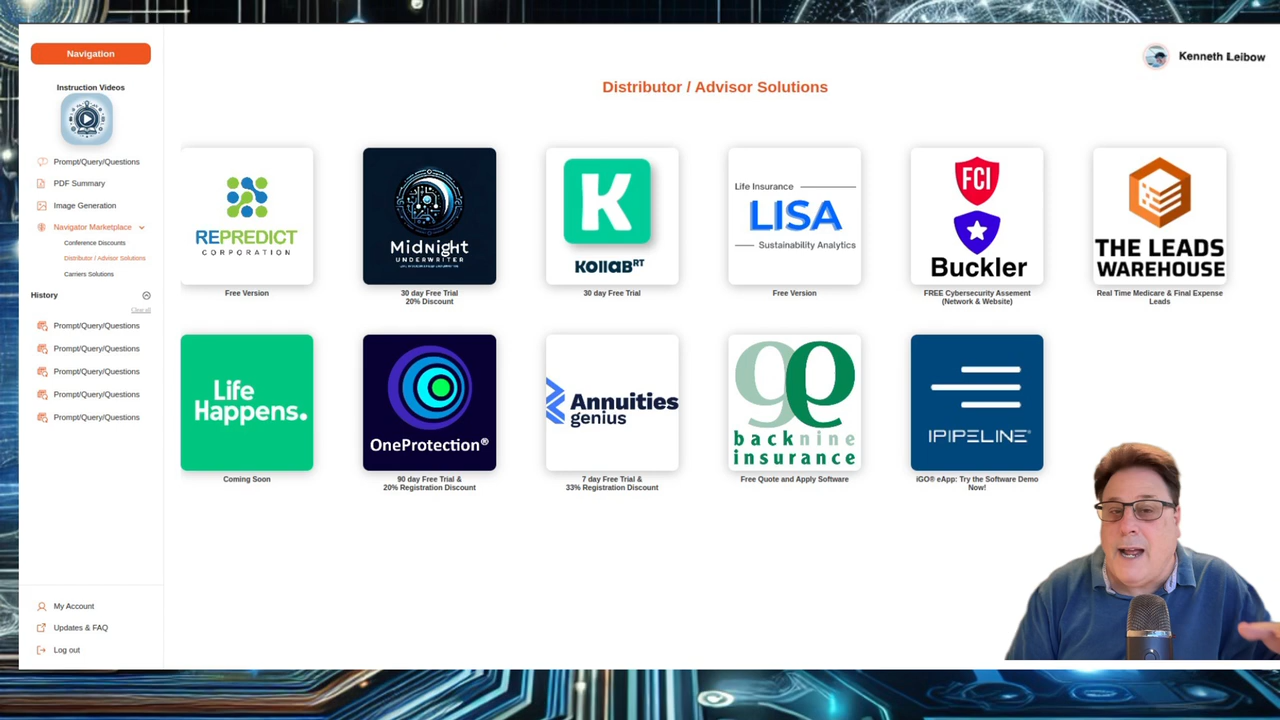 Navigation
Kenneth Leibow
Distributor / Advisor Solutions
Instruction Videos
Prompt/Query/Questions
PDF Summary
Image Generation
Navigator Marketplace
Conference Discounts
Distributor / Advisor Solutions
Carriers Solutions
History
Clear all
Prompt/Query/Questions
Prompt/Query/Questions
Prompt/Query/Questions
Prompt/Query/Questions
Prompt/Query/Questions
My Account
Updates & FAQ
Log out
REPREDICT
CORPORATION
Free Version
MIDNIGHT
UNDERWRITER
30 day Free Trial
20% Discount
K
KOllABRT
30 day Free Trial
Life Insurance
LISA
Sustainability Analytics
Free Version
FCI
Buckler
FREE Cybersecurity Assement
(Network & Website)
THE LEADS
WAREHOUSE
Real Time Medicare & Final Expense
Leads
Life
Happens.
Coming Soon
OneProtection®
90 day Free Trial &
20% Registration Discount
Annuities
genius
7 day Free Trial &
33% Registration Discount
9e
backnine
insurance
Free Quote and Apply Software
IPIPELINE®
iGO® eApp: Try the Software Demo
Now!